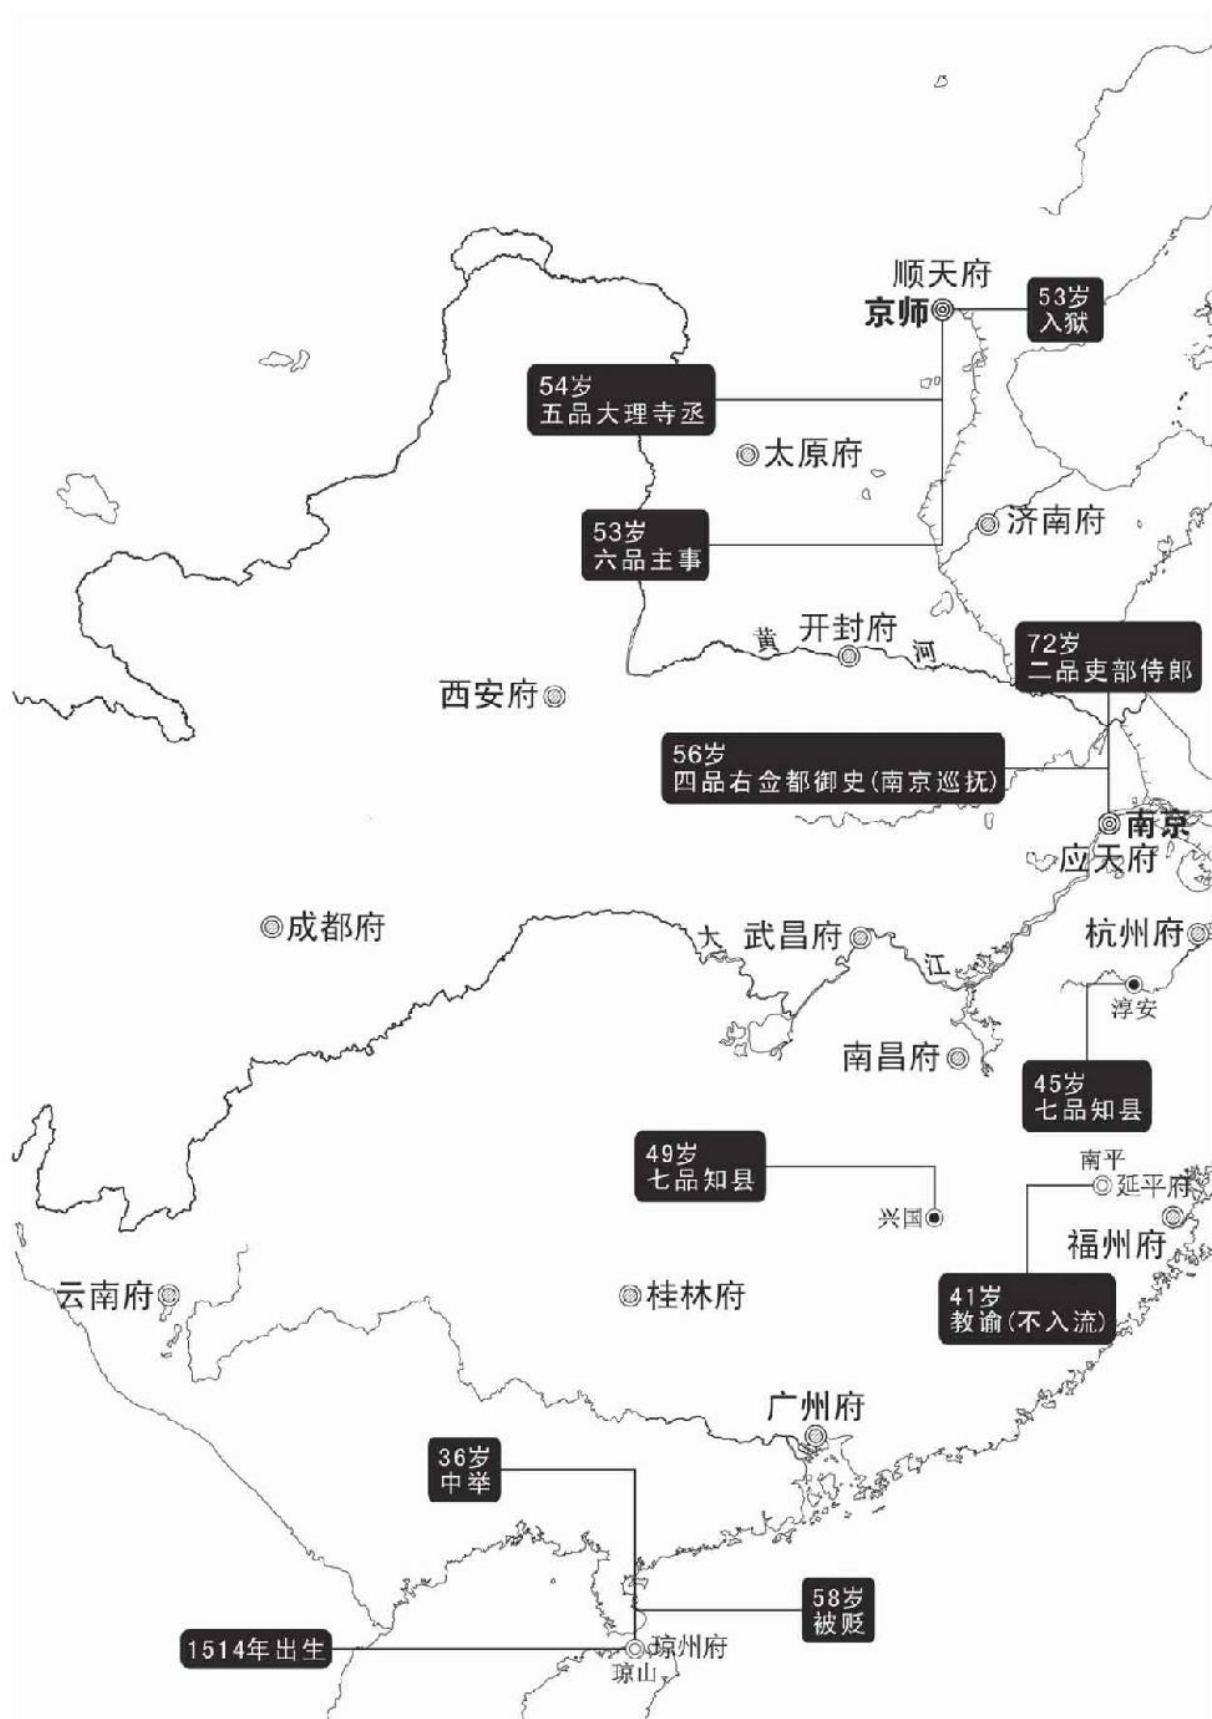 顺天府
京师
53岁
入狱
54岁
五品大理寺丞
太原府
53岁
六品主事
济南府
黄
开封府
河
72岁
二品吏部侍郎
西安府
56岁
四品右佥都御史(南京巡抚)
南京
应天府
成都府
大
武昌府
江
杭州府
淳安
南昌府
45岁
七品知县
49岁
七品知县
南平
延平府
兴国
福州府
云南府
桂林府
41岁
教谕(不入流)
广州府
36岁
中举
58岁
被贬
1514年出生
琼州府
琼山